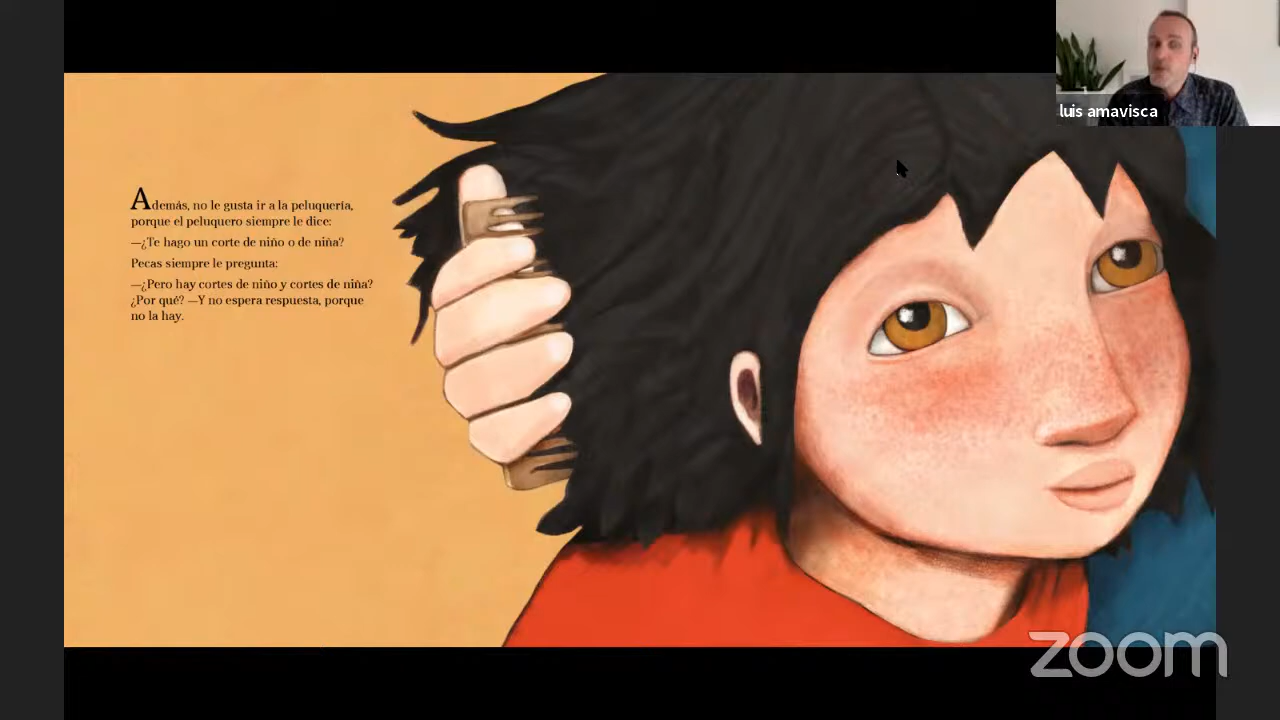 luis amavisca
Además, no le gusta ir a la peluquería,
porque el peluquero siempre le dice:
—¿Te hago un corte de niño o de niña?
Pecas siempre le pregunta:
—¿Pero hay cortes de niño y cortes de niña?
¿Por qué? —Y no espera respuesta, porque
no la hay.
zoom